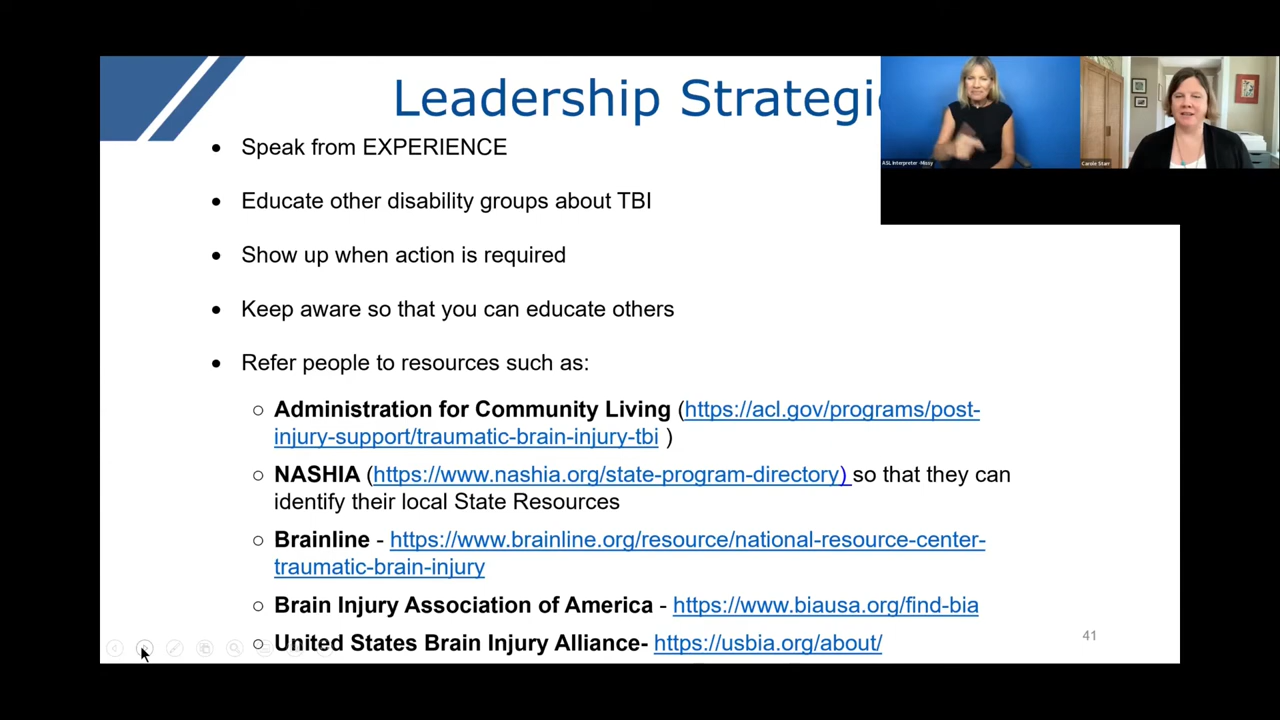 Leadership Strategi
ASL Interpreter -Missy
Carole Starr
• Speak from EXPERIENCE
• Educate other disability groups about TBI
• Show up when action is required
• Keep aware so that you can educate others
• Refer people to resources such as:
○ Administration for Community Living (https://acl.gov/programs/post-
injury-support/traumatic-brain-injury-tbi )
○ NASHIA (https://www.nashia.org/state-program-directory) so that they can
identify their local State Resources
○ Brainline - https://www.brainline.org/resource/national-resource-center-
traumatic-brain-injury
○ Brain Injury Association of America - https://www.biausa.org/find-bia
○ United States Brain Injury Alliance- https://usbia.org/about/
41